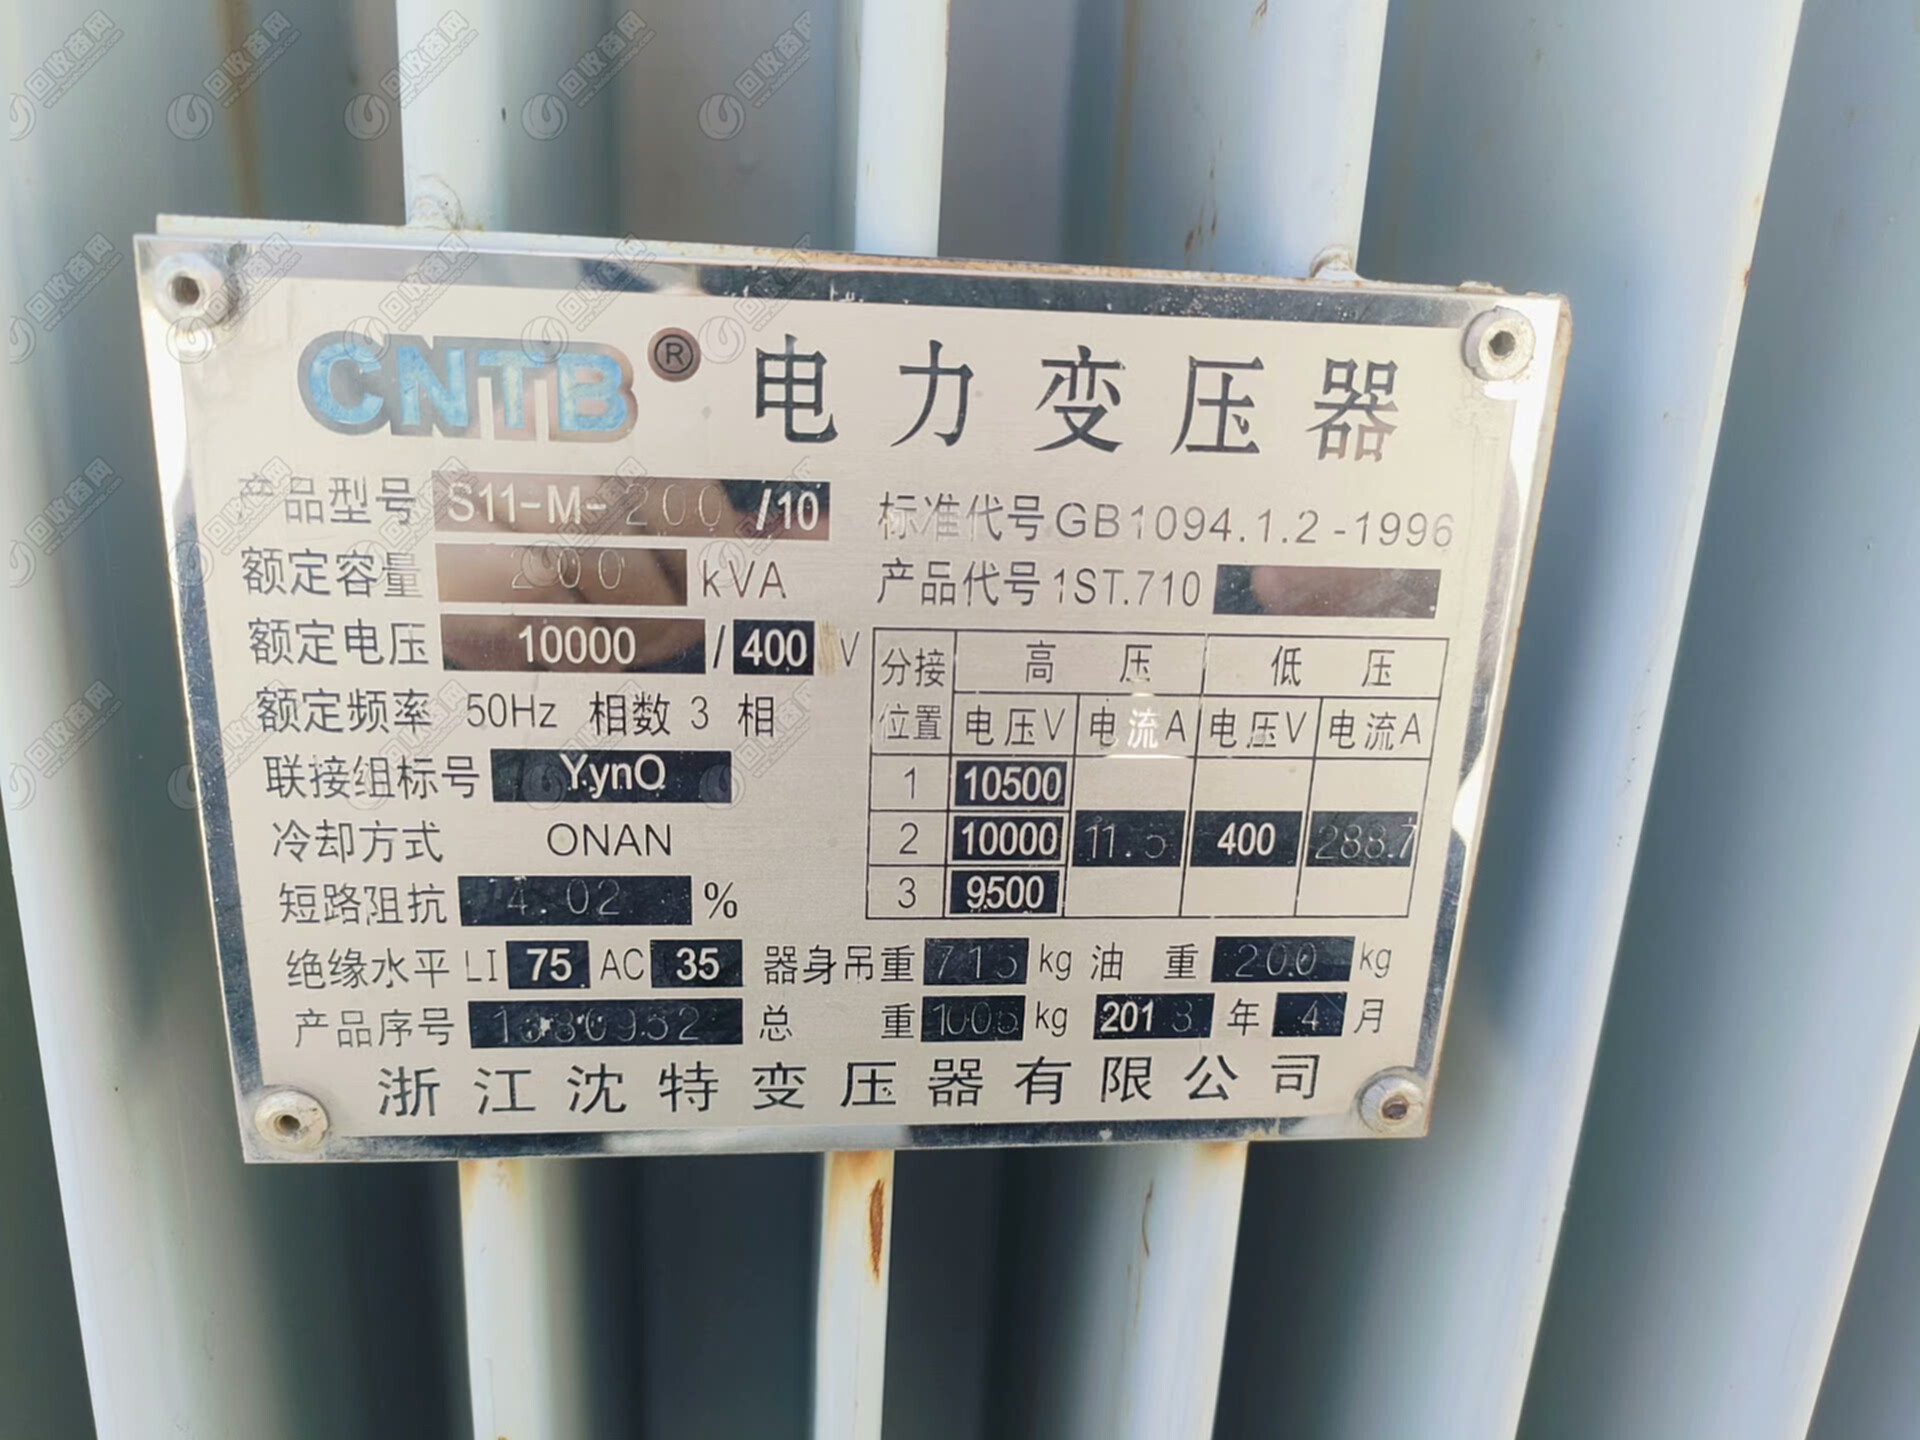 CNTB® 电力变压器
产品型号 S11-M-200/10 标准代号 GB1094.1.2-1996
额定容量 200 kVA 产品代号 1ST.710
额定电压 10000 / 400 V
额定频率 50Hz 相数 3 相
联接组标号 Yyn0
冷却方式 ONAN
短路阻抗 4.02 %
分接位置 高压 低压
电压V 电流A 电压V 电流A
1 10500
2 10000 11.5 400 288.7
3 9500
绝缘水平 LI 75 AC 35 器身吊重 715 kg 油重 200 kg
产品序号 总重 1005 kg 2013 年 4 月
浙江沈特变压器有限公司
回收商网